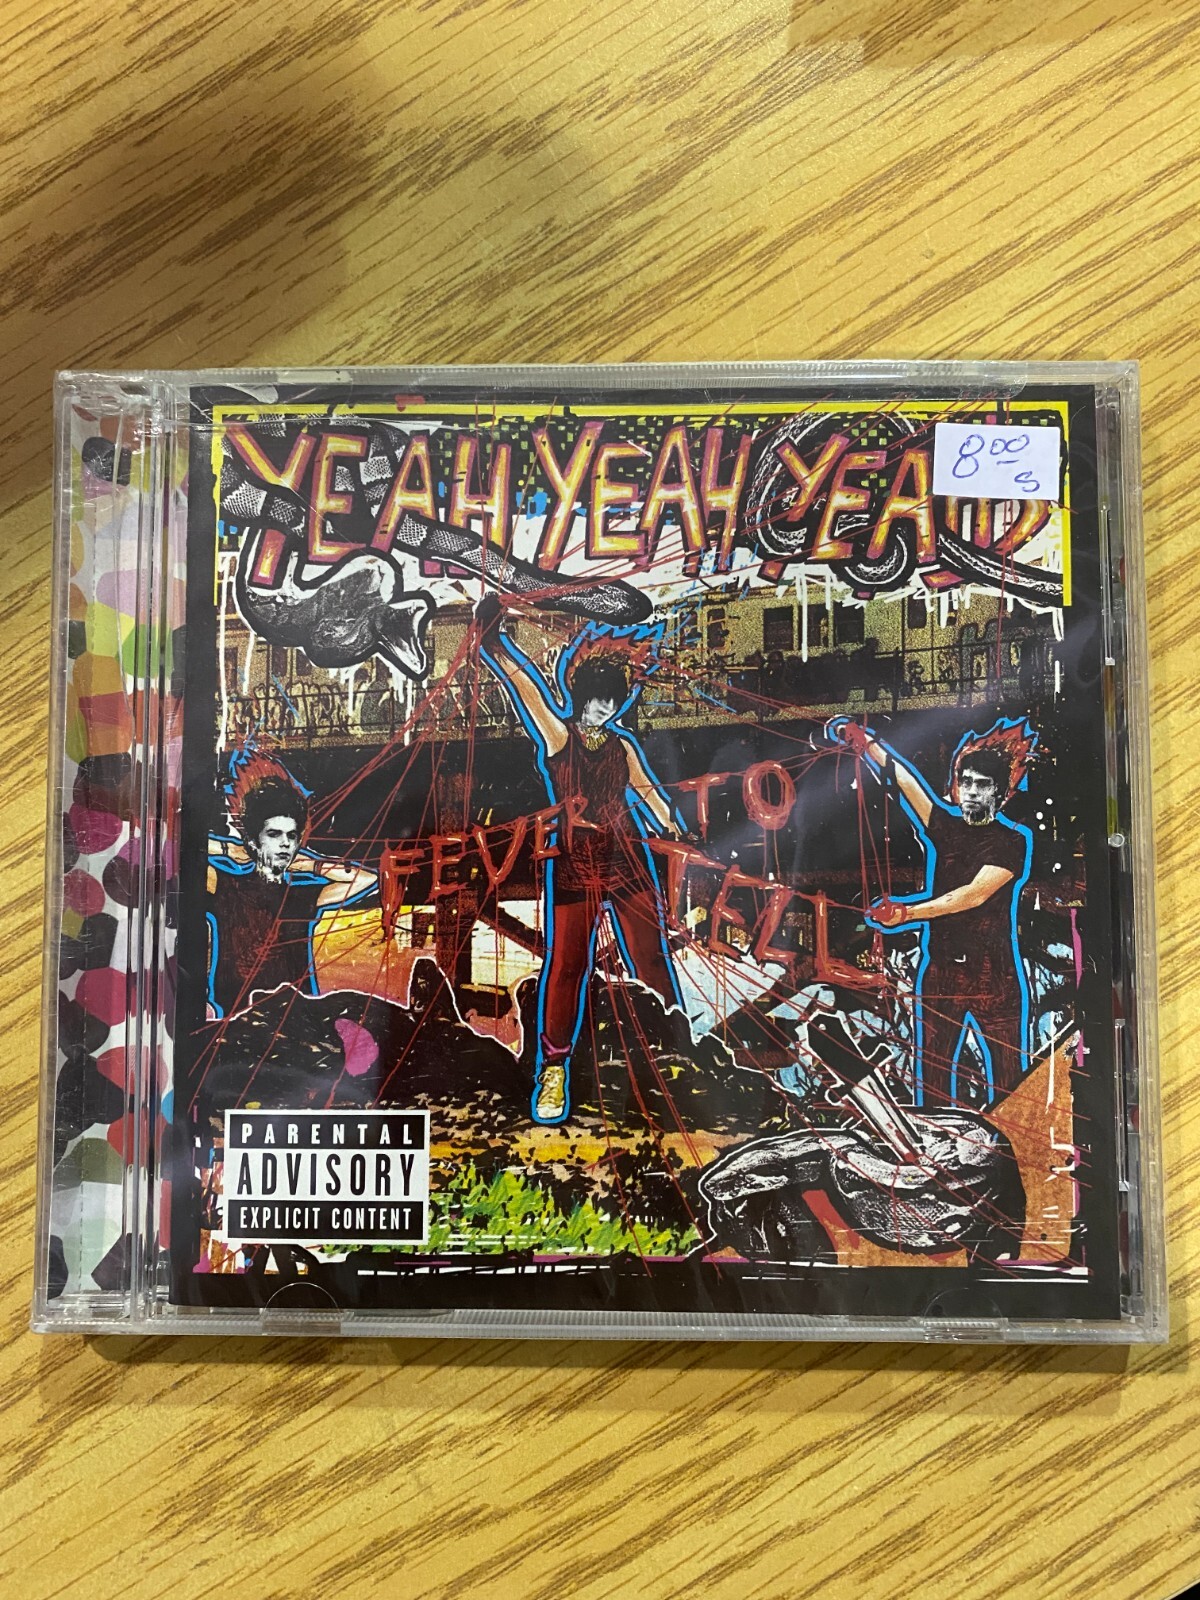 YEAH YEAH YEAHS
8.00
S
FEVER TO
TELL
PARENTAL
ADVISORY
EXPLICIT CONTENT